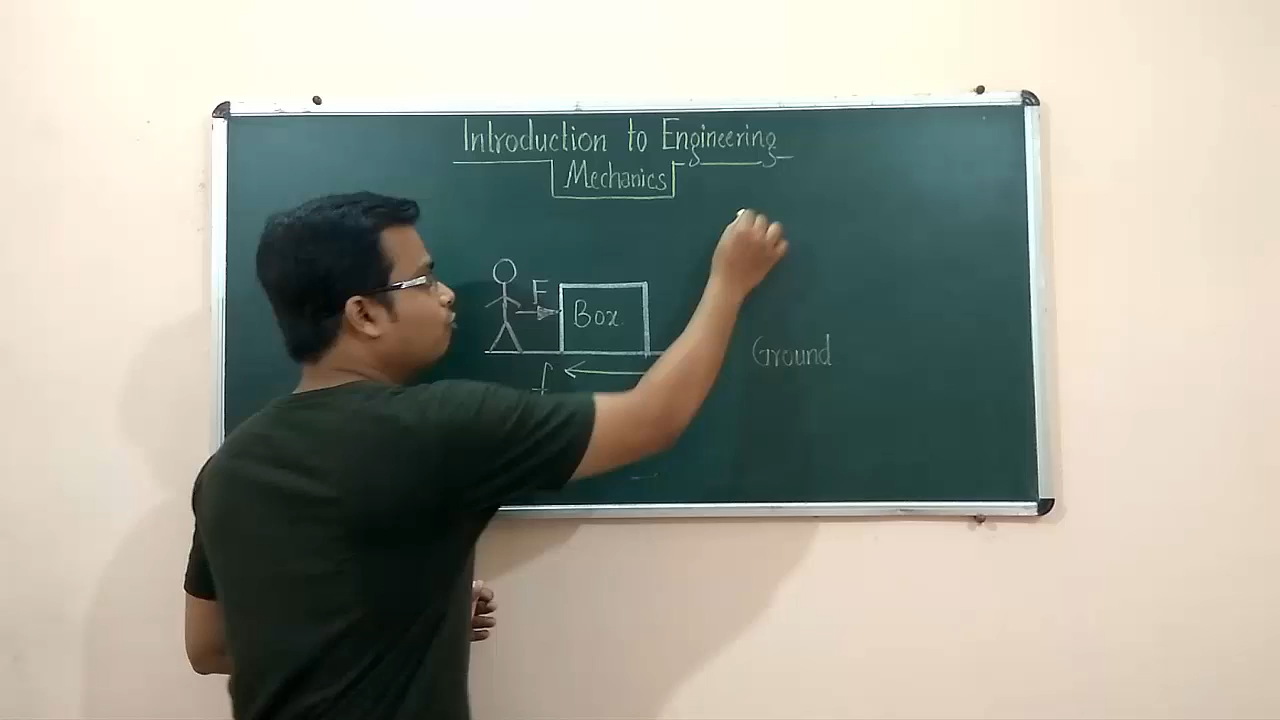 Introduction to Engineering
Mechanics
F
Box
Ground
f